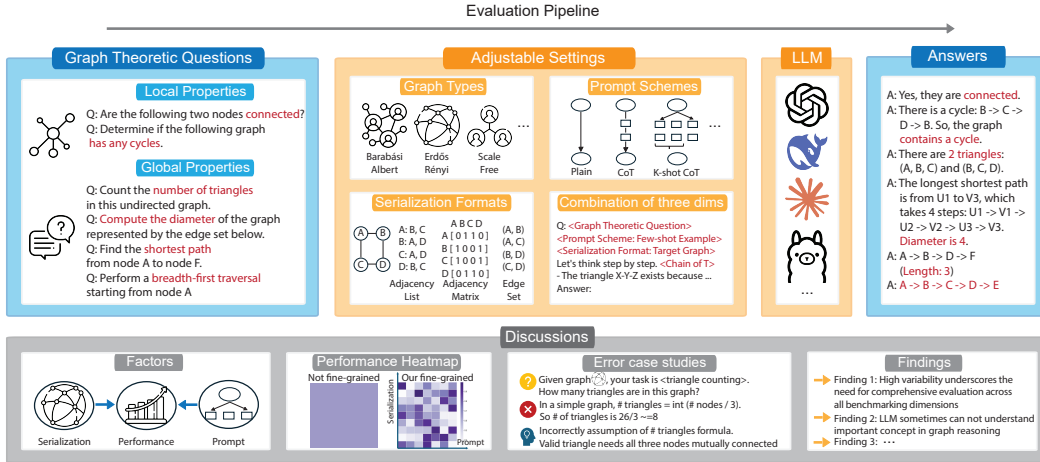 Evaluation Pipeline
Graph Theoretic Questions
Local Properties
Q: Are the following two nodes connected?
Q: Determine if the following graph
has any cycles.
Global Properties
Q: Count the number of triangles
in this undirected graph.
Q: Compute the diameter of the graph
represented by the edge set below.
Q: Find the shortest path
from node A to node F.
Q: Perform a breadth-first traversal
starting from node A
Adjustable Settings
Graph Types
...
Barabási
Albert
Erdős
Rényi
Scale
Free
Prompt Schemes
...
Plain
CoT
K-shot CoT
Serialization Formats
A
B
C
D
A: B, C
B: A, D
C: A, D
D: B, C
A B C D
A [ 0 1 1 0 ]
B [ 1 0 0 1 ]
C [ 1 0 0 1 ]
D [ 0 1 1 0 ]
(A, B)
(A, C)
(B, D)
(C, D)
Adjacency
List
Adjacency
Matrix
Edge
Set
Combination of three dims
Q: <Graph Theoretic Question>
<Prompt Scheme: Few-shot Example>
<Serialization Format: Target Graph>
Let's think step by step. <Chain of T>
- The triangle X-Y-Z exists because ...
Answer:
LLM
...
Answers
A: Yes, they are connected.
A: There is a cycle: B -> C ->
D -> B. So, the graph
contains a cycle.
A: There are 2 triangles:
(A, B, C) and (B, C, D).
A: The longest shortest path
is from U1 to V3, which
takes 4 steps: U1 -> V1 ->
U2 -> V2 -> U3 -> V3.
Diameter is 4.
A: A -> B -> D -> F
(Length: 3)
A: A -> B -> C -> D -> E
Discussions
Factors
Serialization
Performance
Prompt
Performance Heatmap
Not fine-grained
Our fine-grained
Serialization
Prompt
Error case studies
Given graph , your task is <triangle counting>.
How many triangles are in this graph?
In a simple graph, # triangles = int (# nodes / 3).
So # of triangles is 26/3 ~=8
Incorrectly assumption of # triangles formula.
Valid triangle needs all three nodes mutually connected
Findings
Finding 1: High variability underscores the
need for comprehensive evaluation across
all benchmarking dimensions
Finding 2: LLM sometimes can not understand
important concept in graph reasoning
Finding 3: ...